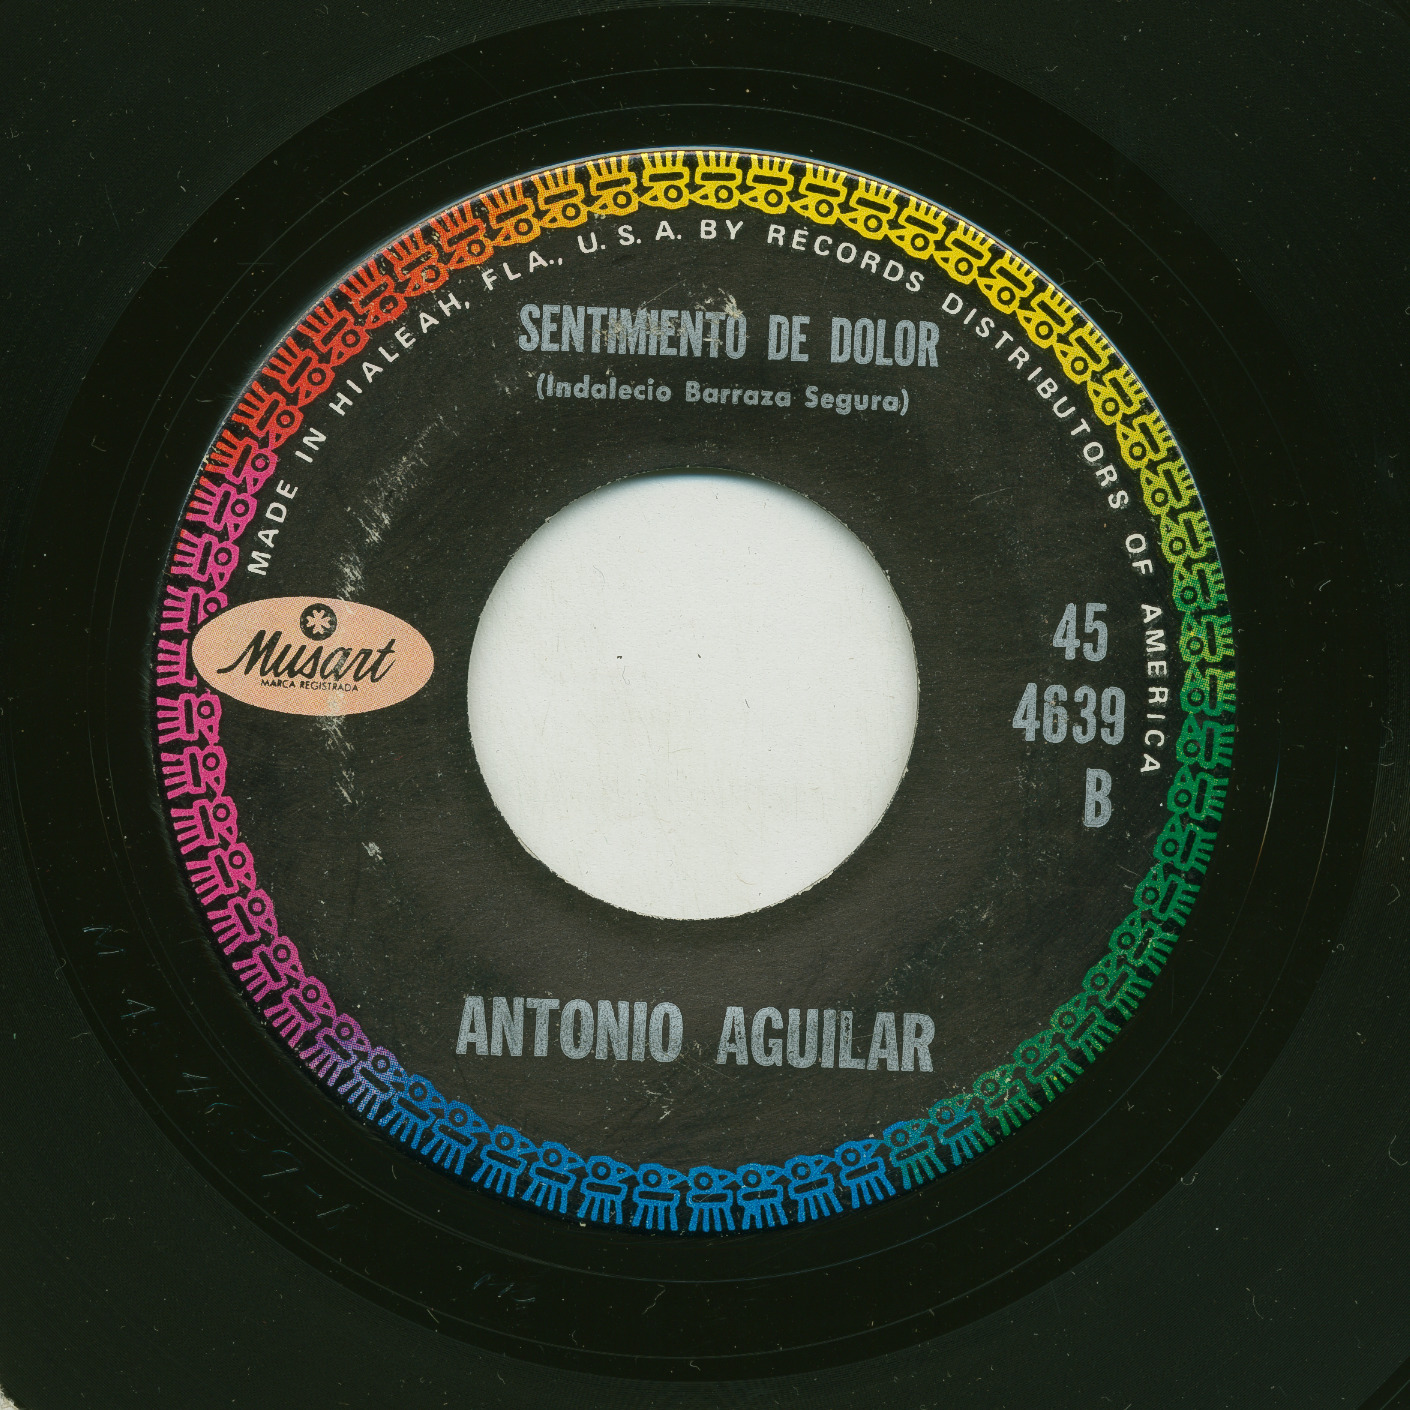 MADE IN HIALEAH, FLA., U. S. A. BY RECORDS DISTRIBUTORS OF AMERICA
SENTIMIENTO DE DOLOR
(Indalecio Barraza Segura)
Musart
MARCA REGISTRADA
45
4639
B
ANTONIO AGUILAR